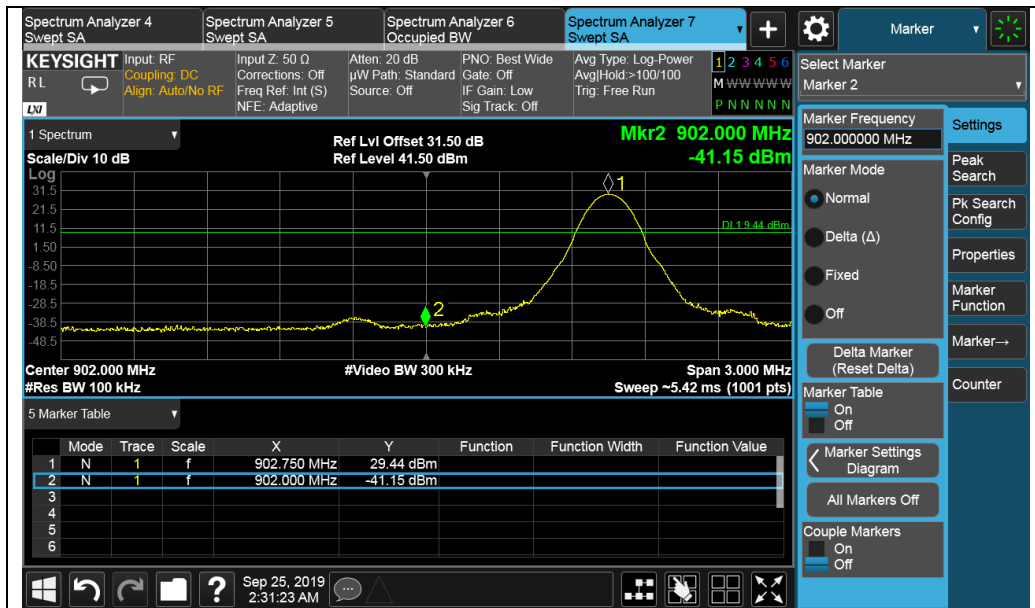 Spectrum Analyzer 4
Swept SA
Spectrum Analyzer 5
Swept SA
Spectrum Analyzer 6
Occupied BW
Spectrum Analyzer 7
Swept SA
KEYSIGHT
RL
LXI
Input: RF
Coupling: DC
Align: Auto/No RF
Input Z: 50 Ω
Corrections: Off
Freq Ref: Int (S)
NFE: Adaptive
Atten: 20 dB
µW Path: Standard
Source: Off
PNO: Best Wide
Gate: Off
IF Gain: Low
Sig Track: Off
Avg Type: Log-Power
Avg|Hold:>100/100
Trig: Free Run
1 2 3 4 5 6
M W W W W W
P N N N N N
1 Spectrum
Scale/Div 10 dB
Ref Lvl Offset 31.50 dB
Ref Level 41.50 dBm
Mkr2 902.000 MHz
-41.15 dBm
Log
31.5
21.5
11.5
1.50
-8.50
-18.5
-28.5
-38.5
-48.5
1
DL1 9.44 dBm
2
Center 902.000 MHz
#Res BW 100 kHz
#Video BW 300 kHz
Span 3.000 MHz
Sweep ~5.42 ms (1001 pts)
5 Marker Table
Mode Trace Scale X Y Function Function Width Function Value
1 N 1 f 902.750 MHz 29.44 dBm
2 N 1 f 902.000 MHz -41.15 dBm
3
4
5
6
?
Sep 25, 2019
2:31:23 AM
Marker
Select Marker
Marker 2
Marker Frequency
902.000000 MHz
Marker Mode
Normal
Delta (Δ)
Fixed
Off
Delta Marker
(Reset Delta)
Marker Table
On
Off
Marker Settings
Diagram
All Markers Off
Couple Markers
On
Off
Settings
Peak
Search
Pk Search
Config
Properties
Marker
Function
Marker→
Counter